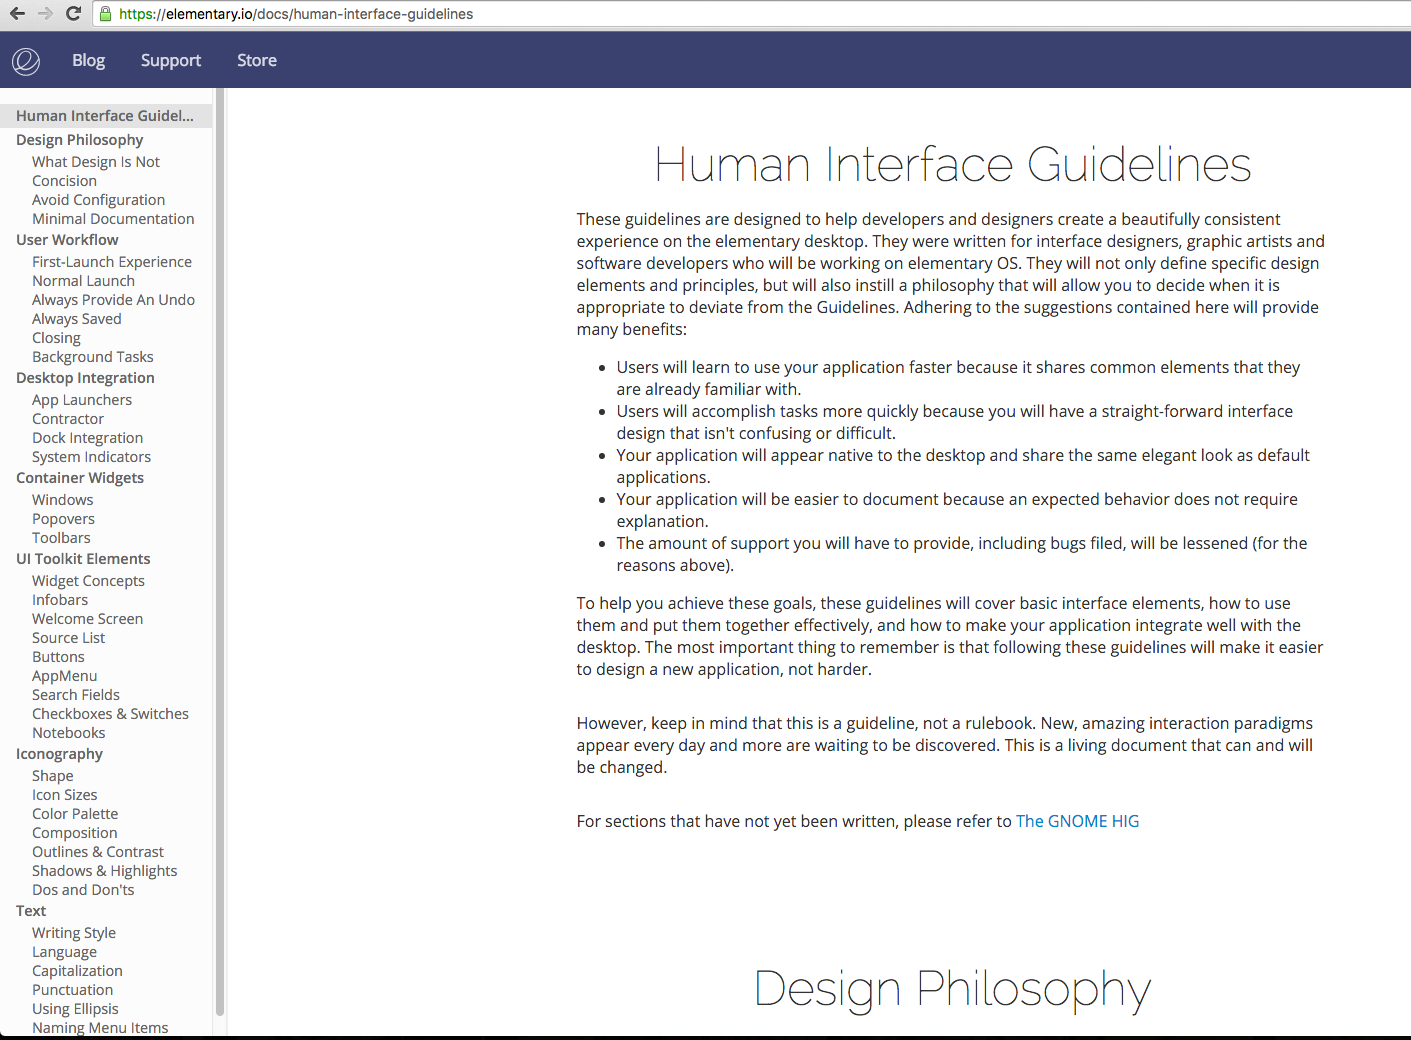 https://elementary.io/docs/human-interface-guidelines
Blog
Support
Store
Human Interface Guidel...
Design Philosophy
What Design Is Not
Concision
Avoid Configuration
Minimal Documentation
User Workflow
First-Launch Experience
Normal Launch
Always Provide An Undo
Always Saved
Closing
Background Tasks
Desktop Integration
App Launchers
Contractor
Dock Integration
System Indicators
Container Widgets
Windows
Popovers
Toolbars
UI Toolkit Elements
Widget Concepts
Infobars
Welcome Screen
Source List
Buttons
AppMenu
Search Fields
Checkboxes & Switches
Notebooks
Iconography
Shape
Icon Sizes
Color Palette
Composition
Outlines & Contrast
Shadows & Highlights
Dos and Don'ts
Text
Writing Style
Language
Capitalization
Punctuation
Using Ellipsis
Naming Menu Items
Human Interface Guidelines
These guidelines are designed to help developers and designers create a beautifully consistent
experience on the elementary desktop. They were written for interface designers, graphic artists and
software developers who will be working on elementary OS. They will not only define specific design
elements and principles, but will also instill a philosophy that will allow you to decide when it is
appropriate to deviate from the Guidelines. Adhering to the suggestions contained here will provide
many benefits:
• Users will learn to use your application faster because it shares common elements that they
are already familiar with.
• Users will accomplish tasks more quickly because you will have a straight-forward interface
design that isn't confusing or difficult.
• Your application will appear native to the desktop and share the same elegant look as default
applications.
• Your application will be easier to document because an expected behavior does not require
explanation.
• The amount of support you will have to provide, including bugs filed, will be lessened (for the
reasons above).
To help you achieve these goals, these guidelines will cover basic interface elements, how to use
them and put them together effectively, and how to make your application integrate well with the
desktop. The most important thing to remember is that following these guidelines will make it easier
to design a new application, not harder.
However, keep in mind that this is a guideline, not a rulebook. New, amazing interaction paradigms
appear every day and more are waiting to be discovered. This is a living document that can and will
be changed.
For sections that have not yet been written, please refer to The GNOME HIG
Design Philosophy